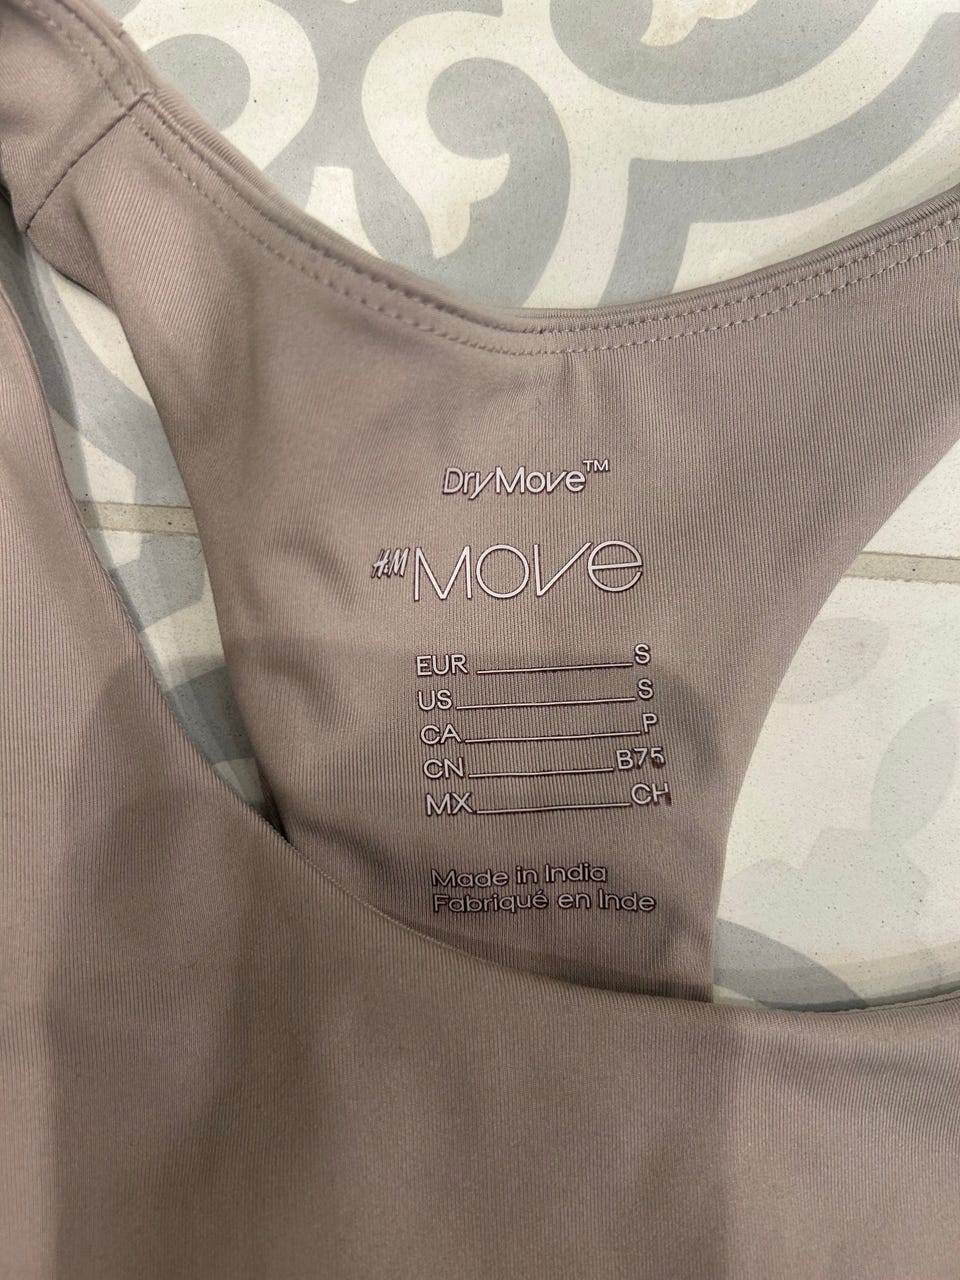 DryMove™
H&M MOVE
EUR S
US S
CA P
CN B75
MX CH
Made in India
Fabriqué en Inde